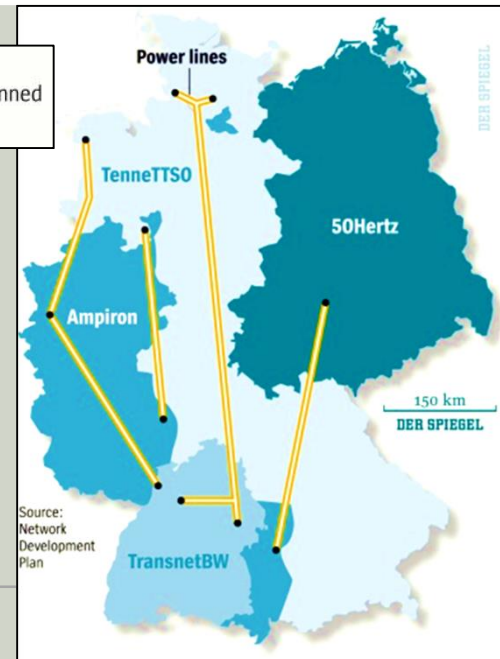 nned
Power lines
TenneTTSO
50Hertz
Ampiron
TransnetBW
150 km
DER SPIEGEL
Source:
Network
Development
Plan
DER SPIEGEL